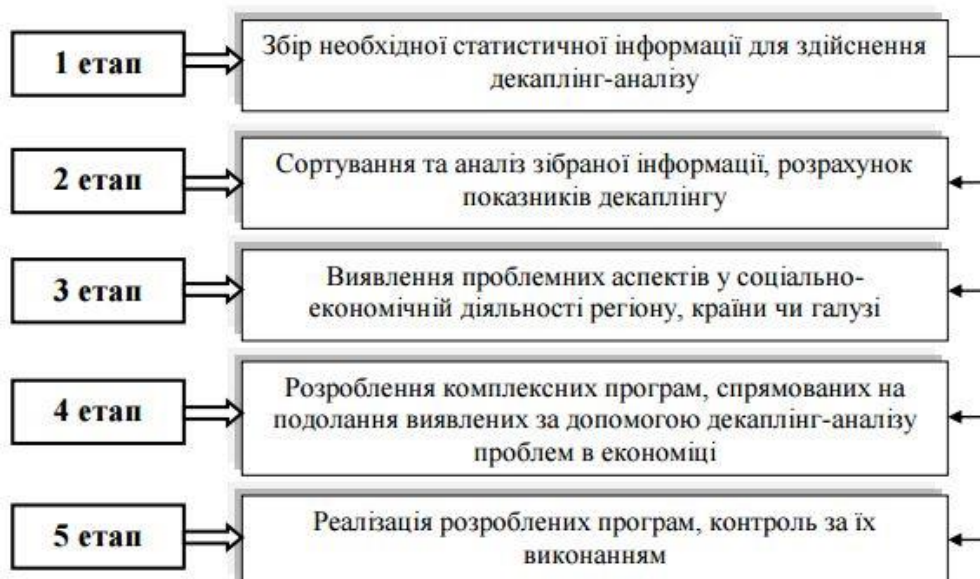 1 етап
Збір необхідної статистичної інформації для здійснення
декаплінг-аналізу
2 етап
Сортування та аналіз зібраної інформації, розрахунок
показників декаплінгу
3 етап
Виявлення проблемних аспектів у соціально-
економічній діяльності регіону, країни чи галузі
4 етап
Розроблення комплексних програм, спрямованих на
подолання виявлених за допомогою декаплінг-аналізу
проблем в економіці
5 етап
Реалізація розроблених програм, контроль за їх
виконанням